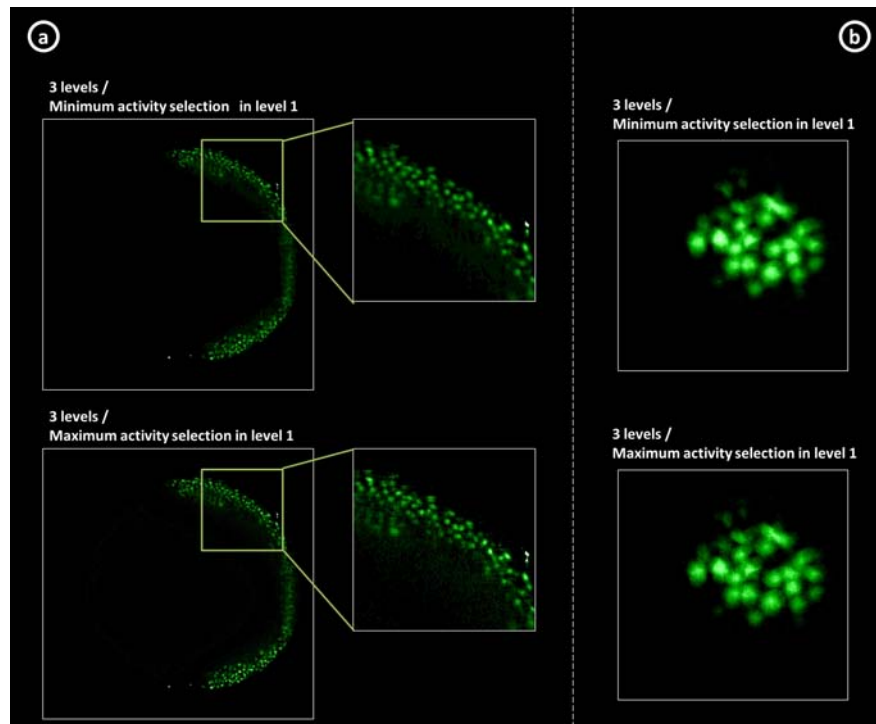 a
3 levels /
Minimum activity selection in level 1
3 levels /
Maximum activity selection in level 1
b
3 levels /
Minimum activity selection in level 1
3 levels /
Maximum activity selection in level 1